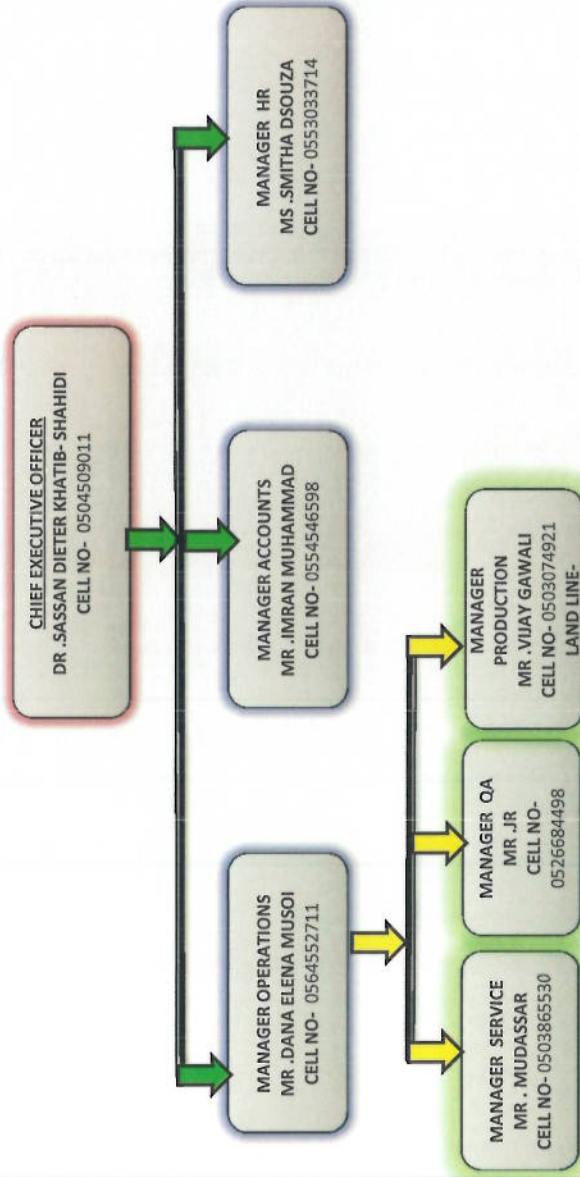 CHIEF EXECUTIVE OFFICER
DR .SASSAN DIETER KHATIB- SHAHIDI
CELL NO- 0504509011
MANAGER OPERATIONS
MR .DANA ELENA MUSOI
CELL NO- 0564552711
MANAGER ACCOUNTS
MR .IMRAN MUHAMMAD
CELL NO- 0554546598
MANAGER HR
MS .SMITHA DSOUZA
CELL NO- 0553033714
MANAGER SERVICE
MR . MUDASSAR
CELL NO- 0503865530
MANAGER QA
MR .JR
CELL NO-
0526684498
MANAGER
PRODUCTION
MR .VIJAY GAWALI
CELL NO- 0503074921
LAND LINE-